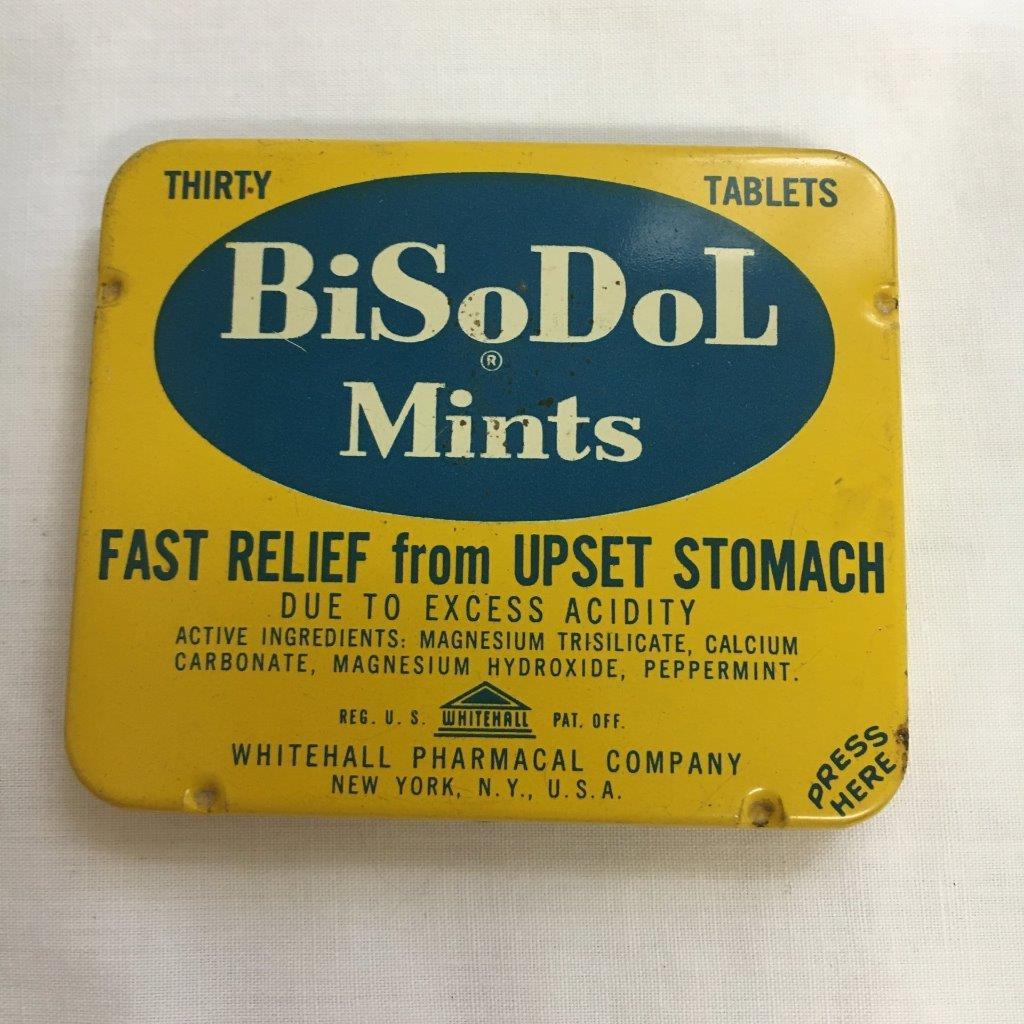 THIRTY TABLETS
BiSoDoL
®
Mints
FAST RELIEF from UPSET STOMACH
DUE TO EXCESS ACIDITY
ACTIVE INGREDIENTS: MAGNESIUM TRISILICATE, CALCIUM
CARBONATE, MAGNESIUM HYDROXIDE, PEPPERMINT.
REG. U. S. WHITEHALL PAT. OFF.
WHITEHALL PHARMACAL COMPANY
NEW YORK, N.Y., U.S.A.
PRESS
HERE